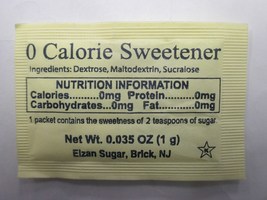 0 Calorie Sweetener
Ingredients: Dextrose, Maltodextrin, Sucralose
NUTRITION INFORMATION
Calories........0mg Protein..........0mg
Carbohydrates...0mg Fat..............0mg
1 packet contains the sweetness of 2 teaspoons of sugar.
Net Wt. 0.035 OZ (1 g)
Elzan Sugar, Brick, NJ